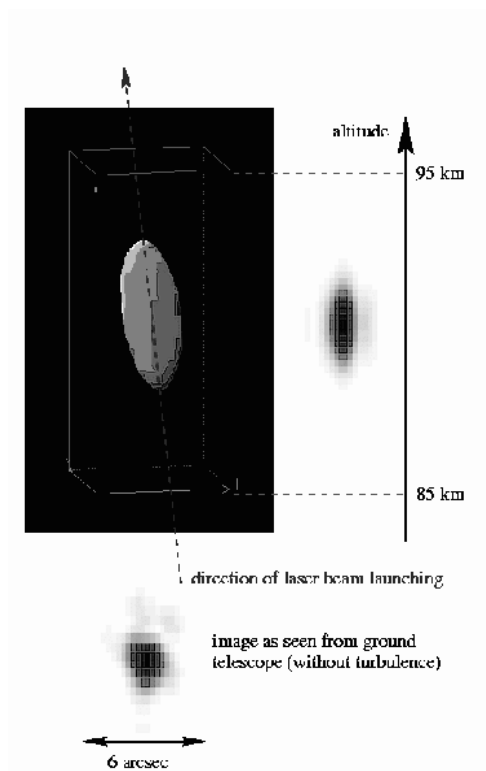 altitude
95 km
85 km
direction of laser beam launching
image as seen from ground
telescope (without turbulence)
6 arcsec